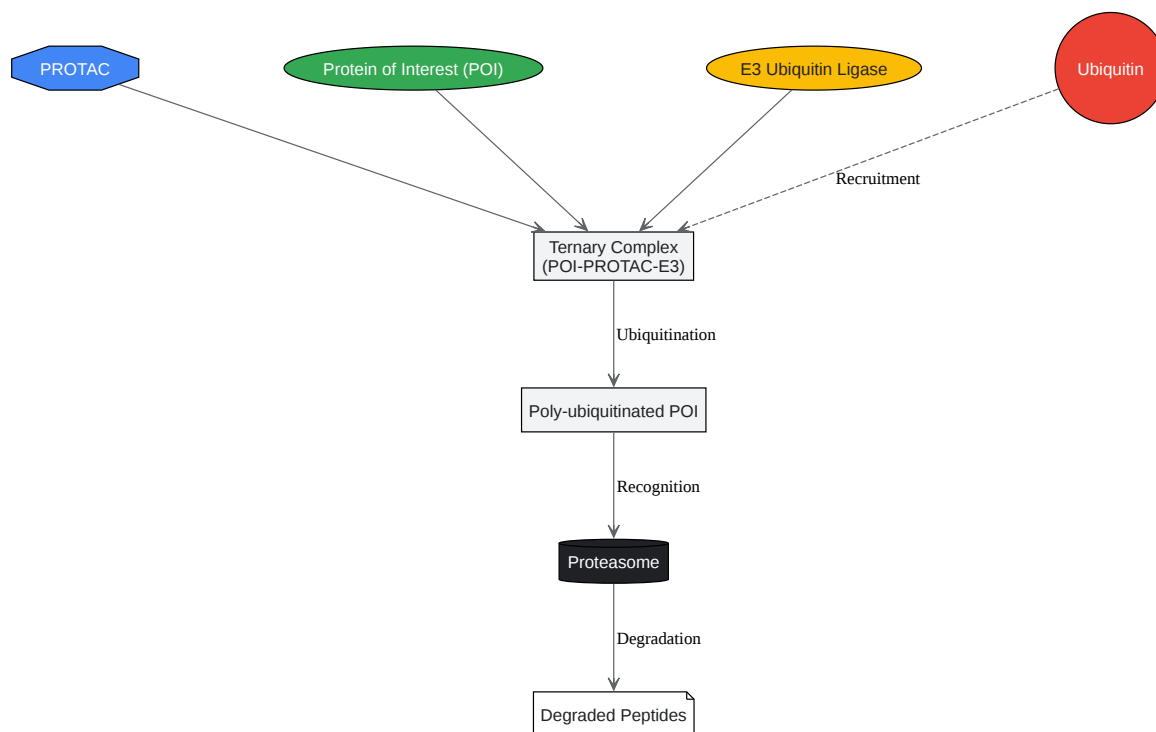 PROTAC
Protein of Interest (POI)
E3 Ubiquitin Ligase
Ubiquitin
Recruitment
Ternary Complex
(POI-PROTAC-E3)
Ubiquitination
Poly-ubiquitinated POI
Recognition
Proteasome
Degradation
Degraded Peptides